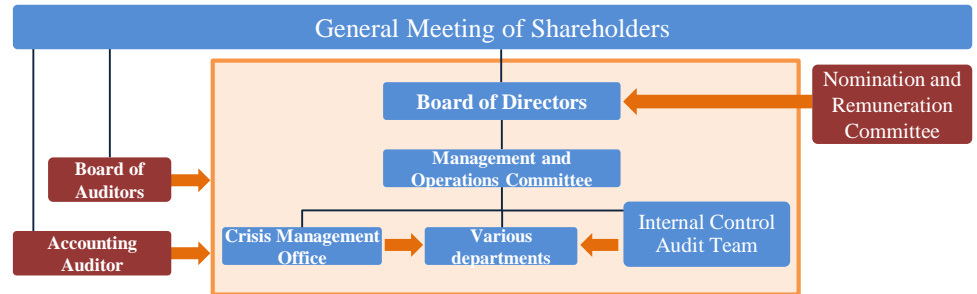 General Meeting of Shareholders
Board of Directors
Nomination and
Remuneration
Committee
Management and
Operations Committee
Board of
Auditors
Accounting
Auditor
Crisis Management
Office
Various
departments
Internal Control
Audit Team